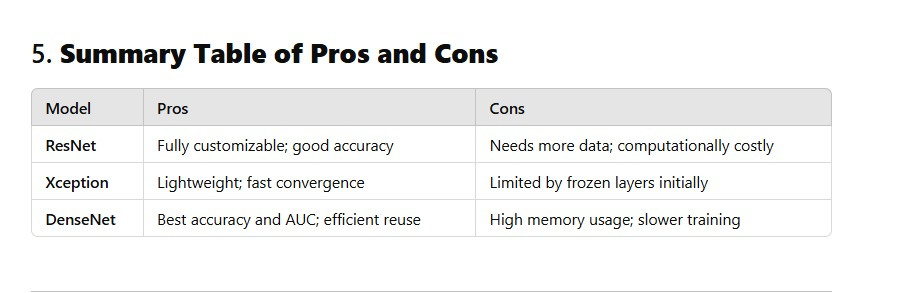 5. Summary Table of Pros and Cons
Model Pros Cons
ResNet Fully customizable; good accuracy Needs more data; computationally costly
Xception Lightweight; fast convergence Limited by frozen layers initially
DenseNet Best accuracy and AUC; efficient reuse High memory usage; slower training